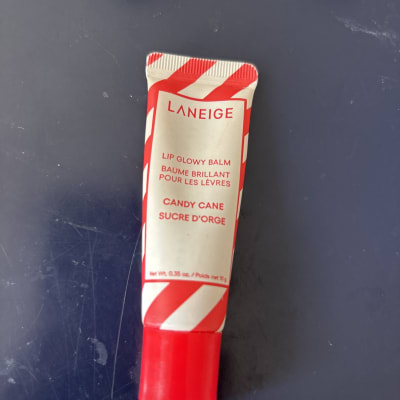 LANEIGE
LIP GLOWY BALM
BAUME BRILLANT
POUR LES LÈVRES
CANDY CANE
SUCRE D'ORGE
Net Wt. 0.35 oz. / Poids net 10 g